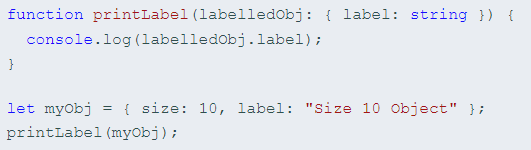 function printLabel(labelledObj: { label: string }) {
  console.log(labelledObj.label);
}

let myObj = { size: 10, label: "Size 10 Object" };
printLabel(myObj);